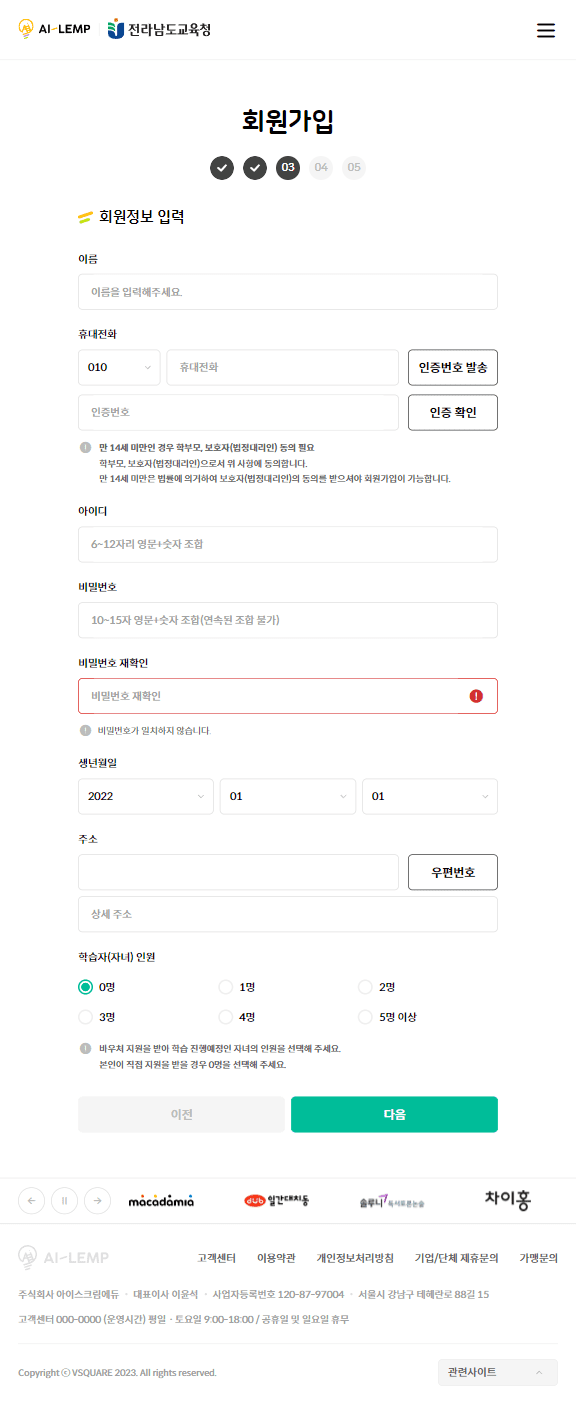 AI-LEMP 전라남도교육청
회원가입
03 04 05
회원정보 입력
이름
이름을 입력해주세요.
휴대전화
010 휴대전화 인증번호 발송
인증번호 인증 확인
만 14세 미만인 경우 학부모, 보호자(법정대리인) 동의 필요
학부모, 보호자(법정대리인)으로서 위 사항에 동의합니다.
만 14세 미만은 법률에 의거하여 보호자(법정대리인)의 동의를 받으셔야 회원가입이 가능합니다.
아이디
6~12자리 영문+숫자 조합
비밀번호
10~15자 영문+숫자 조합(연속된 조합 불가)
비밀번호 재확인
비밀번호 재확인
비밀번호가 일치하지 않습니다.
생년월일
2022 01 01
주소
우편번호
상세 주소
학습자(자녀) 인원
0명 1명 2명
3명 4명 5명 이상
바우처 지원을 받아 학습 진행예정인 자녀의 인원을 선택해 주세요.
본인이 직접 지원을 받을 경우 0명을 선택해 주세요.
이전 다음
macadamia dub 일간대치동 솔루니 독서토론논술 차이홍
AI-LEMP 고객센터 이용약관 개인정보처리방침 기업/단체 제휴문의 가맹문의
주식회사 아이스크림에듀 · 대표이사 이윤석 · 사업자등록번호 120-87-97004 · 서울시 강남구 테헤란로 88길 15
고객센터 000-0000 (운영시간) 평일 · 토요일 9:00-18:00 / 공휴일 및 일요일 휴무
Copyright ⓒ VSQUARE 2023. All rights reserved. 관련사이트